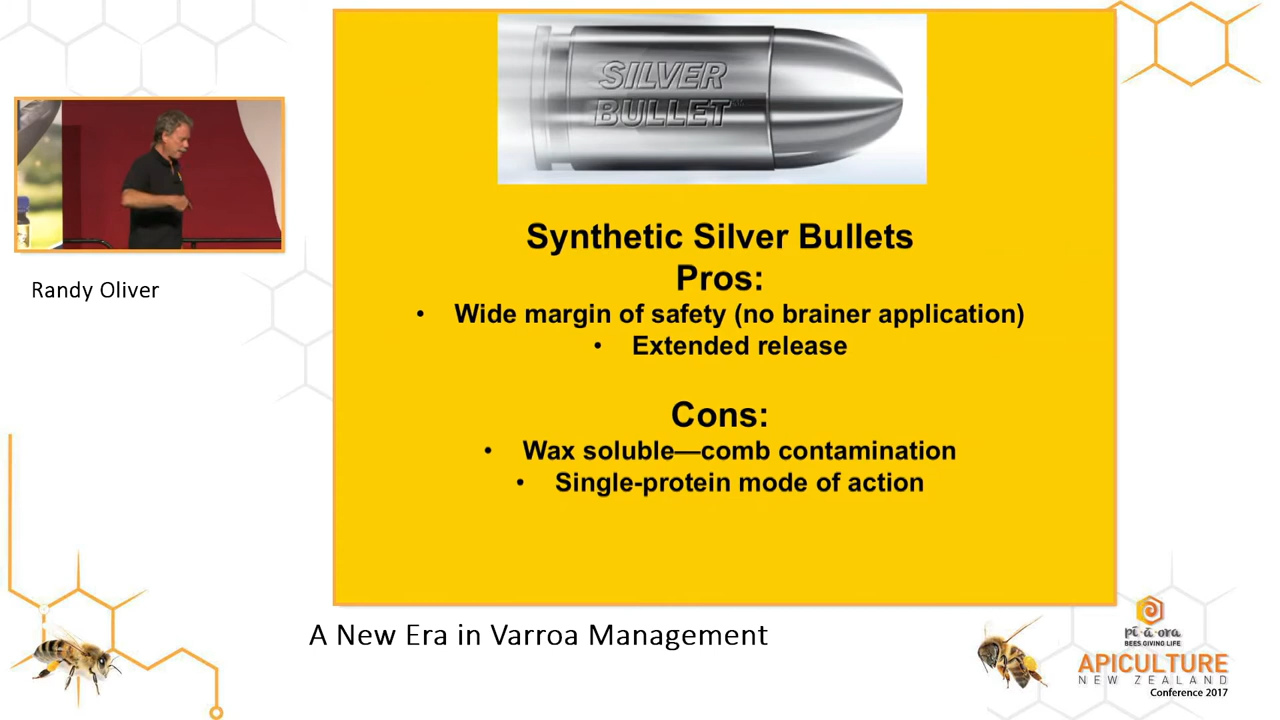 SILVER
BULLET
Synthetic Silver Bullets
Pros:
• Wide margin of safety (no brainer application)
• Extended release
Cons:
• Wax soluble—comb contamination
• Single-protein mode of action
Randy Oliver
A New Era in Varroa Management
pī-ā-ora
BEES GIVING LIFE
APICULTURE
NEW ZEALAND
Conference 2017